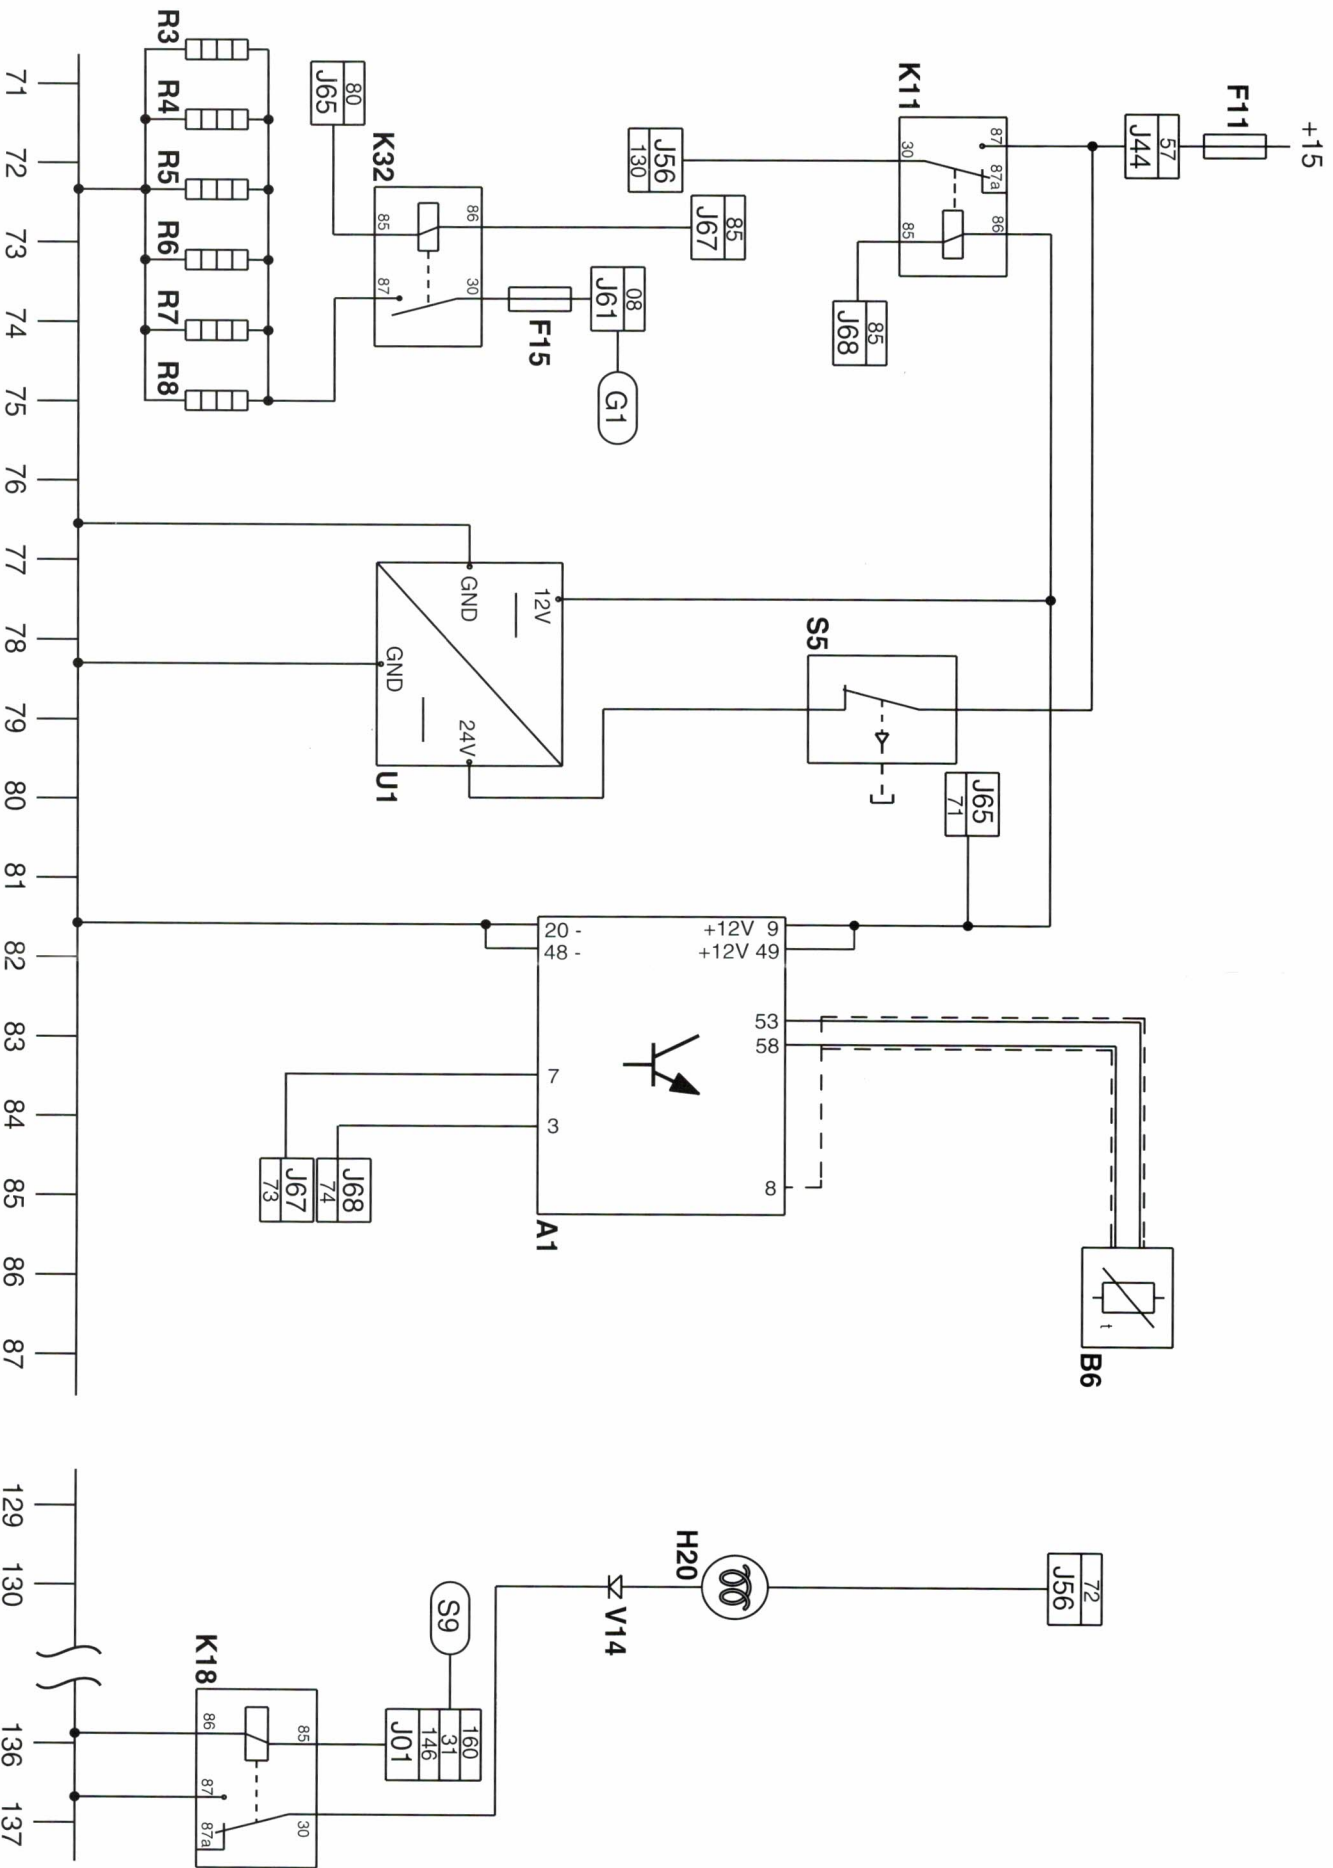 +15
F11
57
J44
K11
87
87a
86
30
85
85
J68
J56
130
85
J67
08
J61
G1
F15
K32
86
30
85
87
80
J65
R3
R4
R5
R6
R7
R8
S5
12V
GND
GND
24V
U1
J65
71
+12V 9
+12V 49
53
58
8
20 -
48 -
7
3
A1
J68
74
J67
73
t
B6
72
J56
H20
V14
S9
160
31
146
J01
K18
85
30
86
87
87a
71 72 73 74 75 76 77 78 79 80 81 82 83 84 85 86 87 129 130 136 137